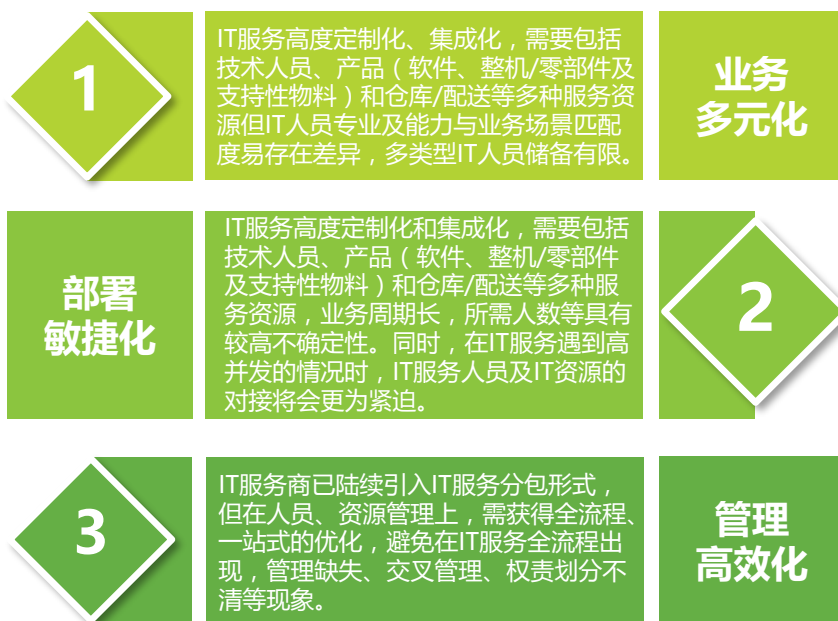 1
IT服务高度定制化、集成化，需要包括
技术人员、产品（软件、整机/零部件及
支持性物料）和仓库/配送等多种服务资
源但IT人员专业及能力与业务场景匹配
度易存在差异，多类型IT人员储备有限。
业务
多元化
部署
敏捷化
IT服务高度定制化和集成化，需要包括
技术人员、产品（软件、整机/零部件
及支持性物料）和仓库/配送等多种服
务资源，业务周期长，所需人数等具有
较高不确定性。同时，在IT服务遇到高
并发的情况时，IT服务人员及IT资源的
对接将会更为紧迫。
2
3
IT服务商已陆续引入IT服务分包形式，
但在人员、资源管理上，需获得全流程、
一站式的优化，避免在IT服务全流程出
现，管理缺失、交叉管理、权责划分不
清等现象。
管理
高效化